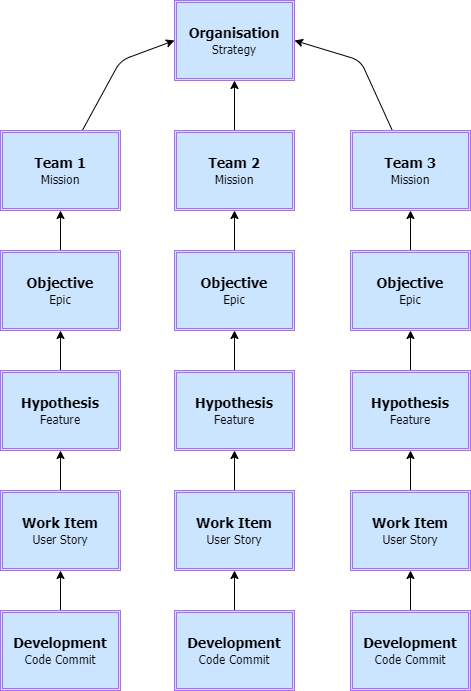 Organisation
Strategy
Team 1
Mission
Team 2
Mission
Team 3
Mission
Objective
Epic
Objective
Epic
Objective
Epic
Hypothesis
Feature
Hypothesis
Feature
Hypothesis
Feature
Work Item
User Story
Work Item
User Story
Work Item
User Story
Development
Code Commit
Development
Code Commit
Development
Code Commit